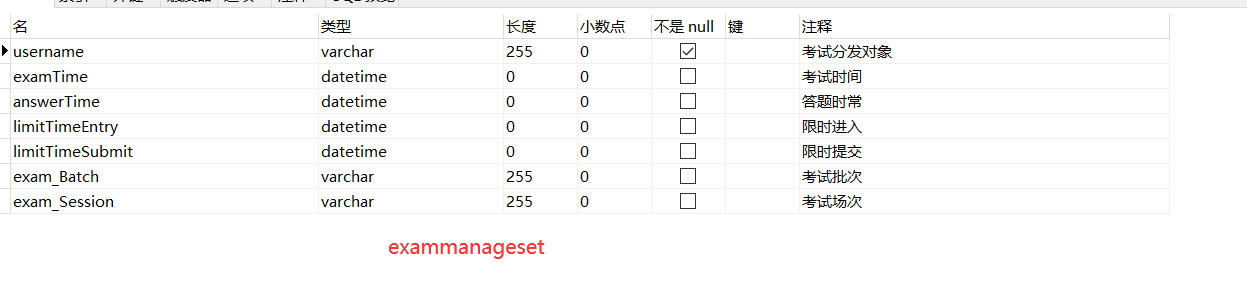 名 类型 长度 小数点 不是 null 键 注释
username varchar 255 0 考试分发对象
examTime datetime 0 0 考试时间
answerTime datetime 0 0 答题时常
limitTimeEntry datetime 0 0 限时进入
limitTimeSubmit datetime 0 0 限时提交
exam_Batch varchar 255 0 考试批次
exam_Session varchar 255 0 考试场次
exammanageset